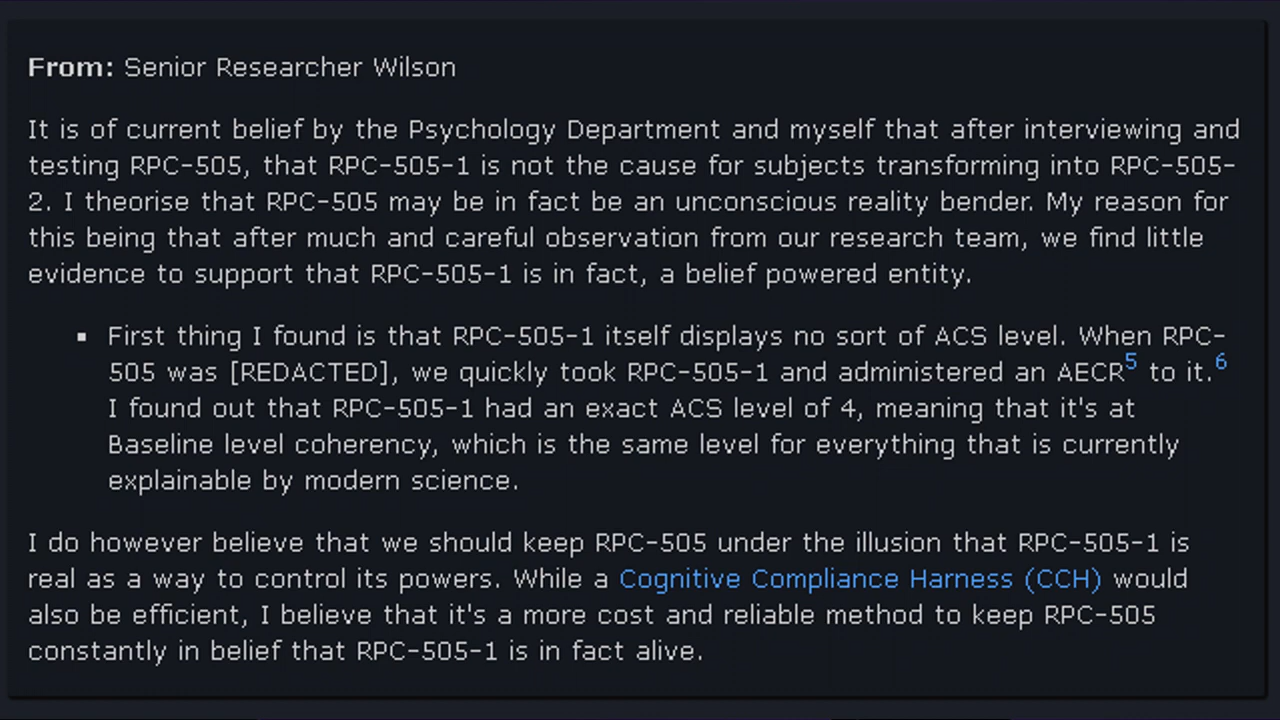 From: Senior Researcher Wilson
It is of current belief by the Psychology Department and myself that after interviewing and
testing RPC-505, that RPC-505-1 is not the cause for subjects transforming into RPC-505-
2. I theorise that RPC-505 may be in fact be an unconscious reality bender. My reason for
this being that after much and careful observation from our research team, we find little
evidence to support that RPC-505-1 is in fact, a belief powered entity.
▪ First thing I found is that RPC-505-1 itself displays no sort of ACS level. When RPC-
505 was [REDACTED], we quickly took RPC-505-1 and administered an AECR5 to it.6
I found out that RPC-505-1 had an exact ACS level of 4, meaning that it's at
Baseline level coherency, which is the same level for everything that is currently
explainable by modern science.
I do however believe that we should keep RPC-505 under the illusion that RPC-505-1 is
real as a way to control its powers. While a Cognitive Compliance Harness (CCH) would
also be efficient, I believe that it's a more cost and reliable method to keep RPC-505
constantly in belief that RPC-505-1 is in fact alive.